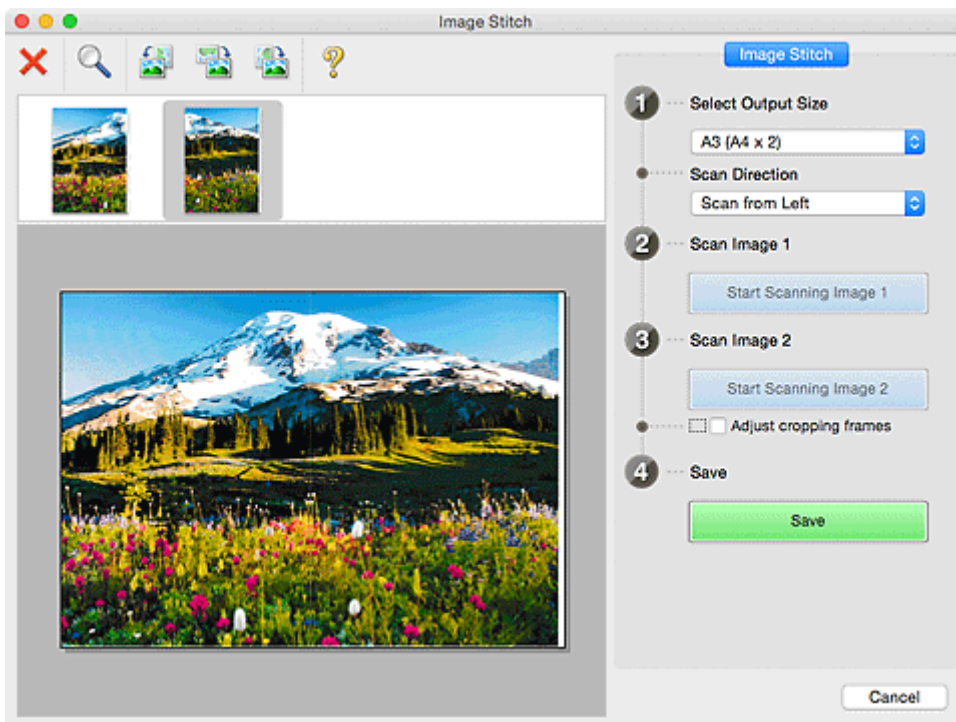 Image Stitch
Image Stitch
1 Select Output Size
A3 (A4 x 2)
Scan Direction
Scan from Left
2 Scan Image 1
Start Scanning Image 1
3 Scan Image 2
Start Scanning Image 2
Adjust cropping frames
4 Save
Save
Cancel